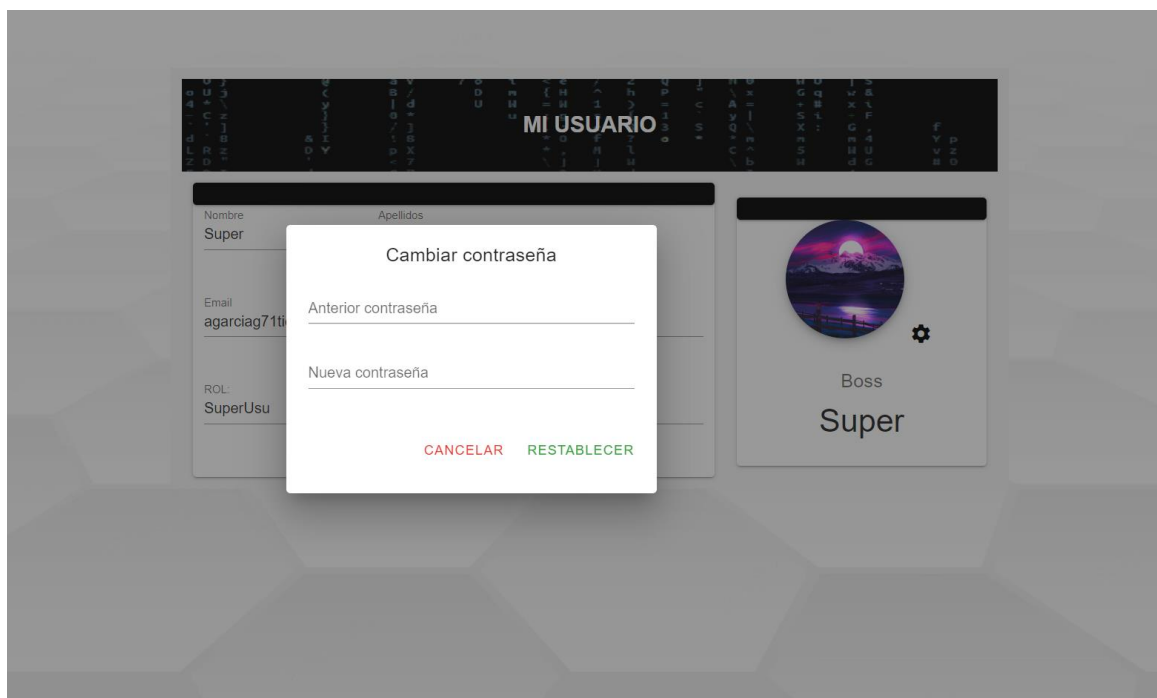 MI USUARIO
Nombre
Apellidos
Super
Cambiar contraseña
Email
agarciag71ti
Anterior contraseña
Nueva contraseña
ROL:
SuperUsu
CANCELAR RESTABLECER
Boss
Super